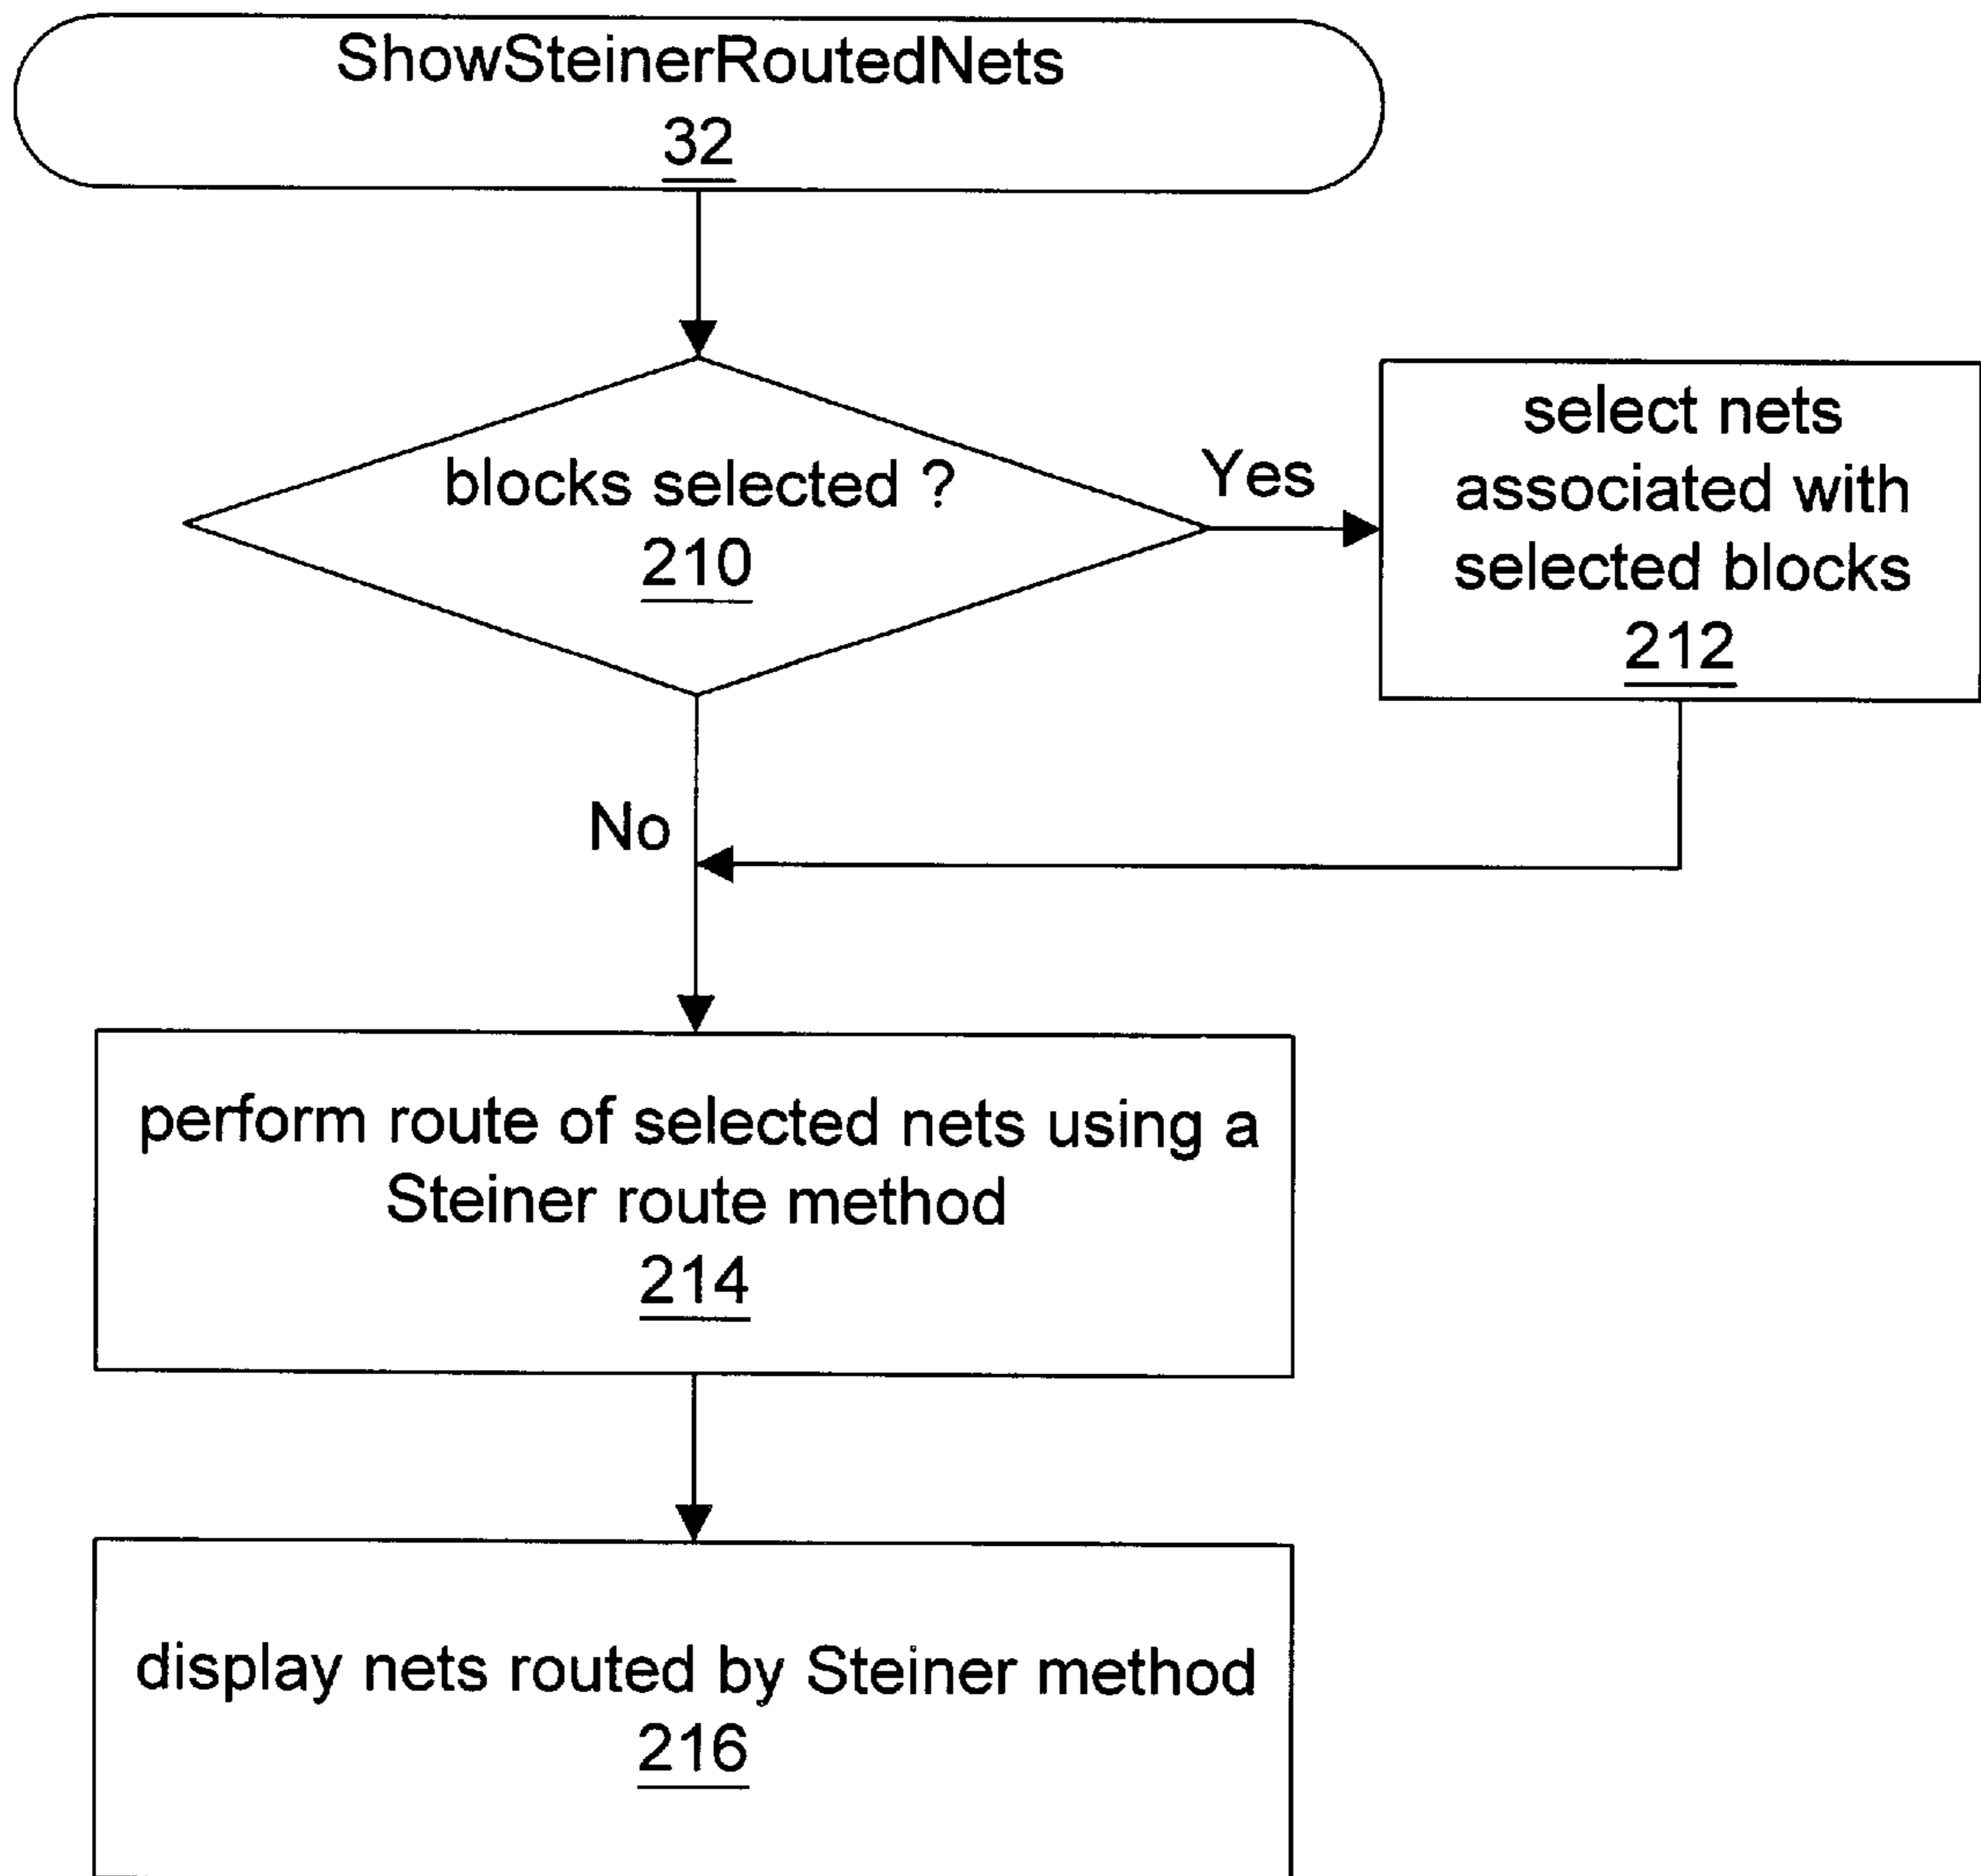 ShowSteinerRoutedNets
32
blocks selected ?
210
Yes
select nets
associated with
selected blocks
212
No
perform route of selected nets using a
Steiner route method
214
display nets routed by Steiner method
216